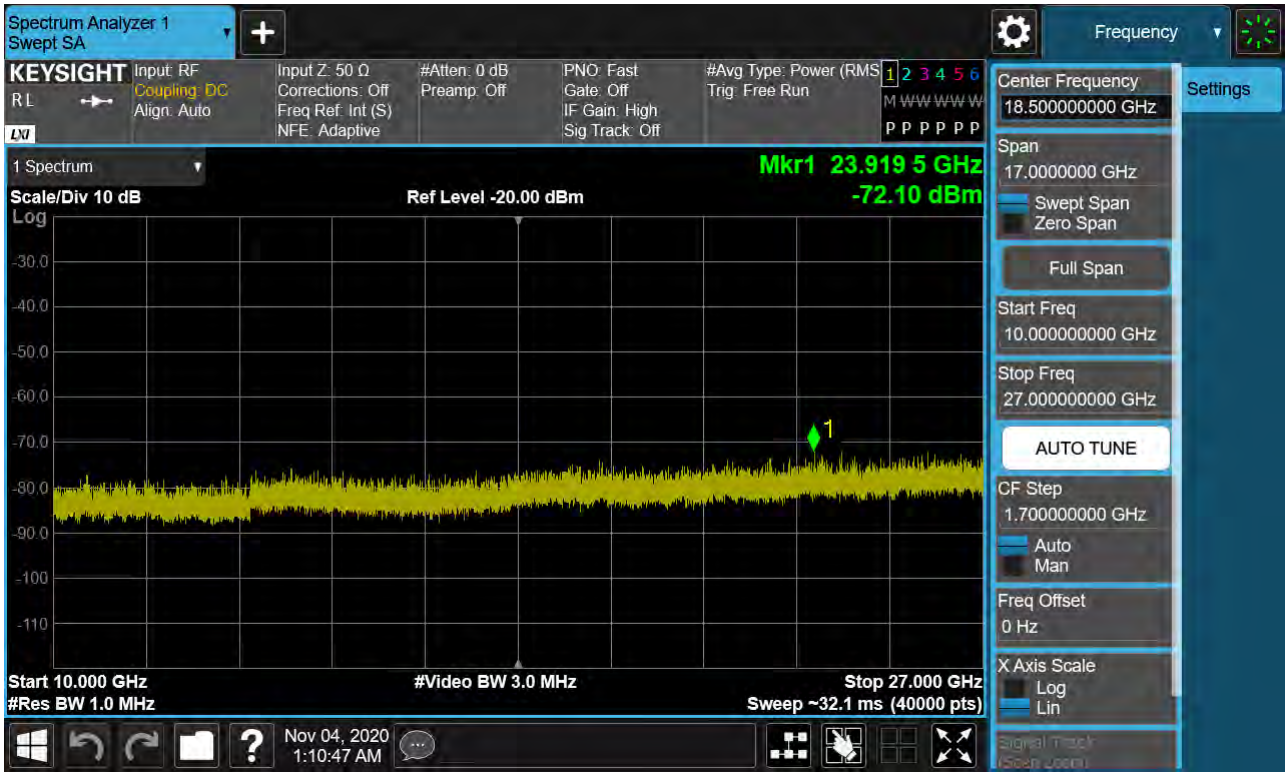 Spectrum Analyzer 1
Swept SA
+
Frequency
KEYSIGHT
RL
LXI
Input: RF
Coupling: DC
Align: Auto
Input Z: 50 Ω
Corrections: Off
Freq Ref: Int (S)
NFE: Adaptive
#Atten: 0 dB
Preamp: Off
PNO: Fast
Gate: Off
IF Gain: High
Sig Track: Off
#Avg Type: Power (RMS
Trig: Free Run
1 2 3 4 5 6
M W W W W W
P P P P P P
1 Spectrum
Scale/Div 10 dB
Log
Ref Level -20.00 dBm
Mkr1 23.919 5 GHz
-72.10 dBm
-30.0
-40.0
-50.0
-60.0
-70.0
-80.0
-90.0
-100
-110
1
Start 10.000 GHz
#Res BW 1.0 MHz
#Video BW 3.0 MHz
Stop 27.000 GHz
Sweep ~32.1 ms (40000 pts)
Center Frequency
18.500000000 GHz
Settings
Span
17.0000000 GHz
Swept Span
Zero Span
Full Span
Start Freq
10.000000000 GHz
Stop Freq
27.000000000 GHz
AUTO TUNE
CF Step
1.700000000 GHz
Auto
Man
Freq Offset
0 Hz
X Axis Scale
Log
Lin
Signal Track
(Span Zoom)
?
Nov 04, 2020
1:10:47 AM